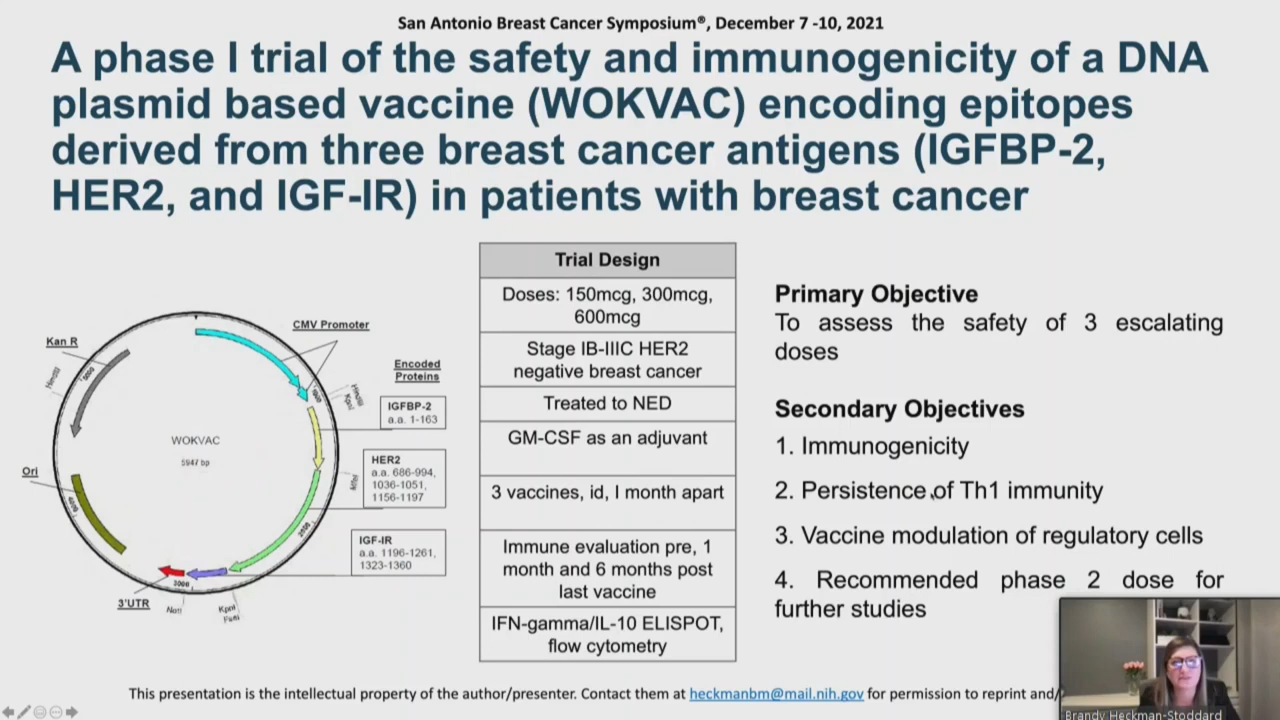 San Antonio Breast Cancer Symposium®, December 7 -10, 2021
A phase I trial of the safety and immunogenicity of a DNA
plasmid based vaccine (WOKVAC) encoding epitopes
derived from three breast cancer antigens (IGFBP-2,
HER2, and IGF-IR) in patients with breast cancer
CMV Promoter
Kan R
Encoded
Proteins
IGFBP-2
a.a. 1-163
WOKVAC
5947 bp
HER2
a.a. 686-994,
1036-1051,
1156-1197
Ori
IGF-IR
a.a. 1196-1261,
1323-1360
3'UTR
NotI
KpnI
Trial Design
Doses: 150mcg, 300mcg,
600mcg
Stage IB-IIIC HER2
negative breast cancer
Treated to NED
GM-CSF as an adjuvant
3 vaccines, id, I month apart
Immune evaluation pre, 1
month and 6 months post
last vaccine
IFN-gamma/IL-10 ELISPOT,
flow cytometry
Primary Objective
To assess the safety of 3 escalating
doses
Secondary Objectives
1. Immunogenicity
2. Persistence of Th1 immunity
3. Vaccine modulation of regulatory cells
4. Recommended phase 2 dose for
further studies
This presentation is the intellectual property of the author/presenter. Contact them at heckmanbm@mail.nih.gov for permission to reprint and/
Brandy Heckman-Stoddard